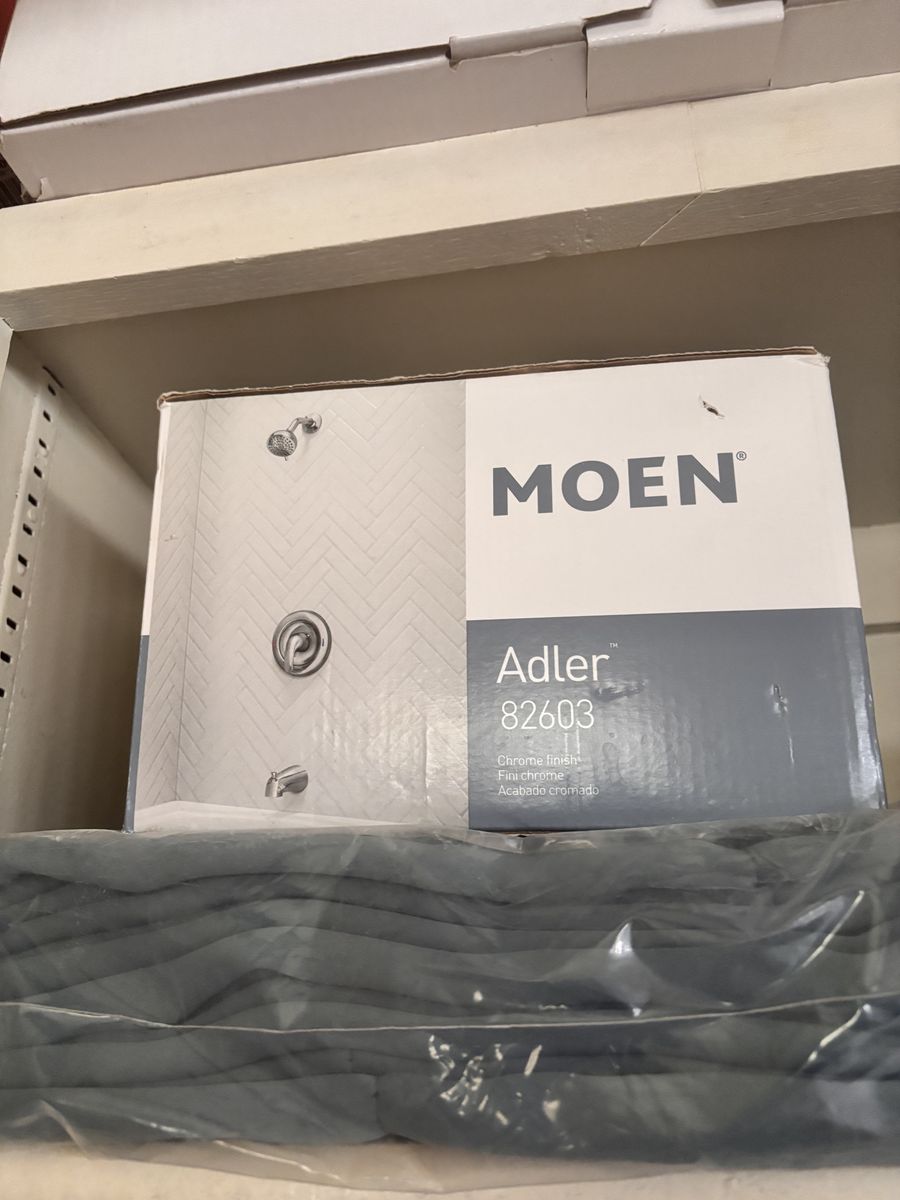 MOEN®
Adler™
82603
Chrome finish
Fini chrome
Acabado cromado